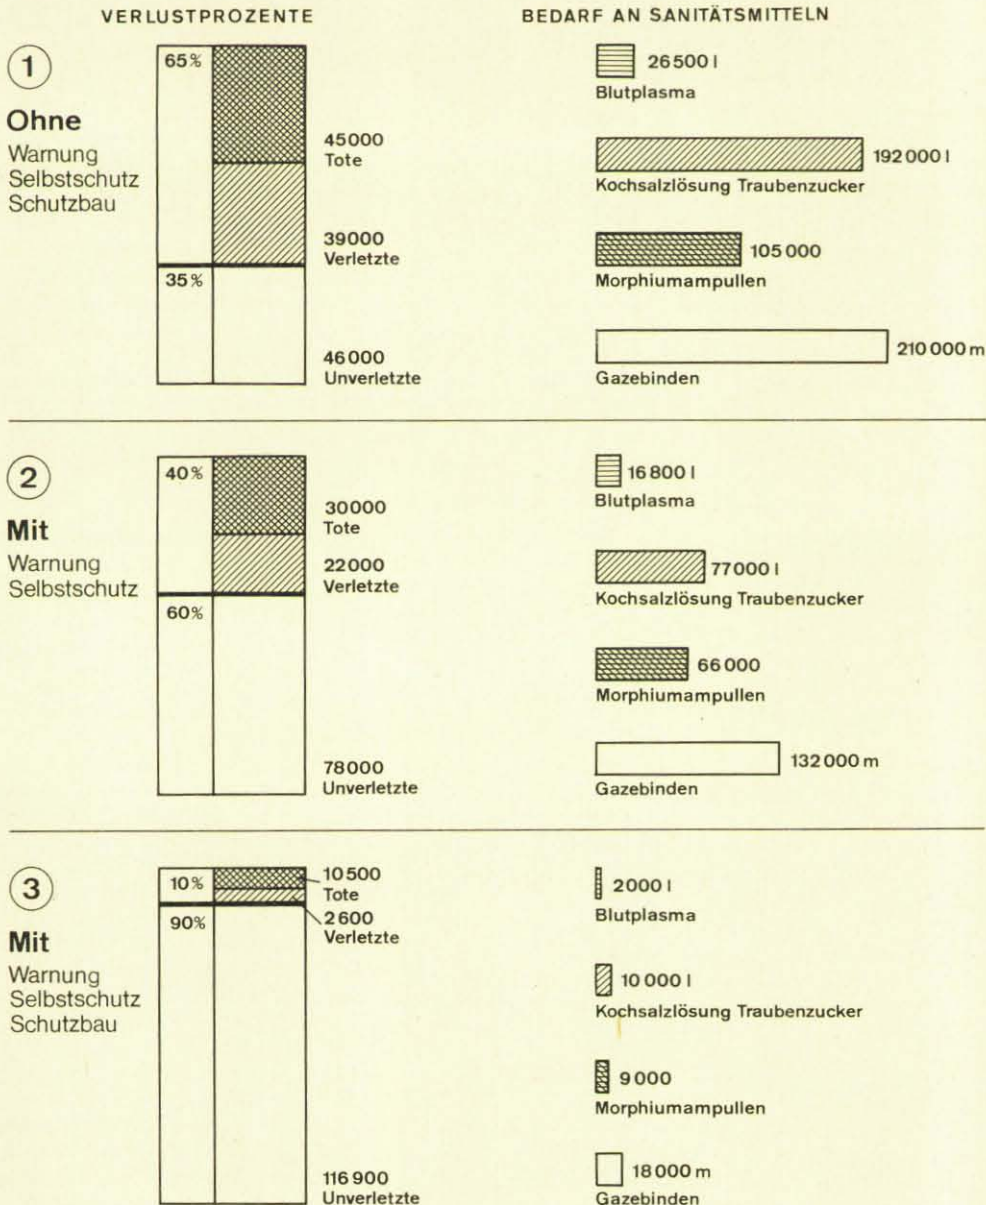 VERLUSTPROZENTE
BEDARF AN SANITÄTSMITTELN
1
Ohne
Warnung
Selbstschutz
Schutzbau
65%
35%
45000
Tote
39000
Verletzte
46000
Unverletzte
26500 l
Blutplasma
192000 l
Kochsalzlösung Traubenzucker
105000
Morphiumampullen
210000 m
Gazebinden
2
Mit
Warnung
Selbstschutz
40%
60%
30000
Tote
22000
Verletzte
78000
Unverletzte
16800 l
Blutplasma
77000 l
Kochsalzlösung Traubenzucker
66000
Morphiumampullen
132000 m
Gazebinden
3
Mit
Warnung
Selbstschutz
Schutzbau
10%
90%
10500
Tote
2600
Verletzte
116900
Unverletzte
2000 l
Blutplasma
10000 l
Kochsalzlösung Traubenzucker
9000
Morphiumampullen
18000 m
Gazebinden